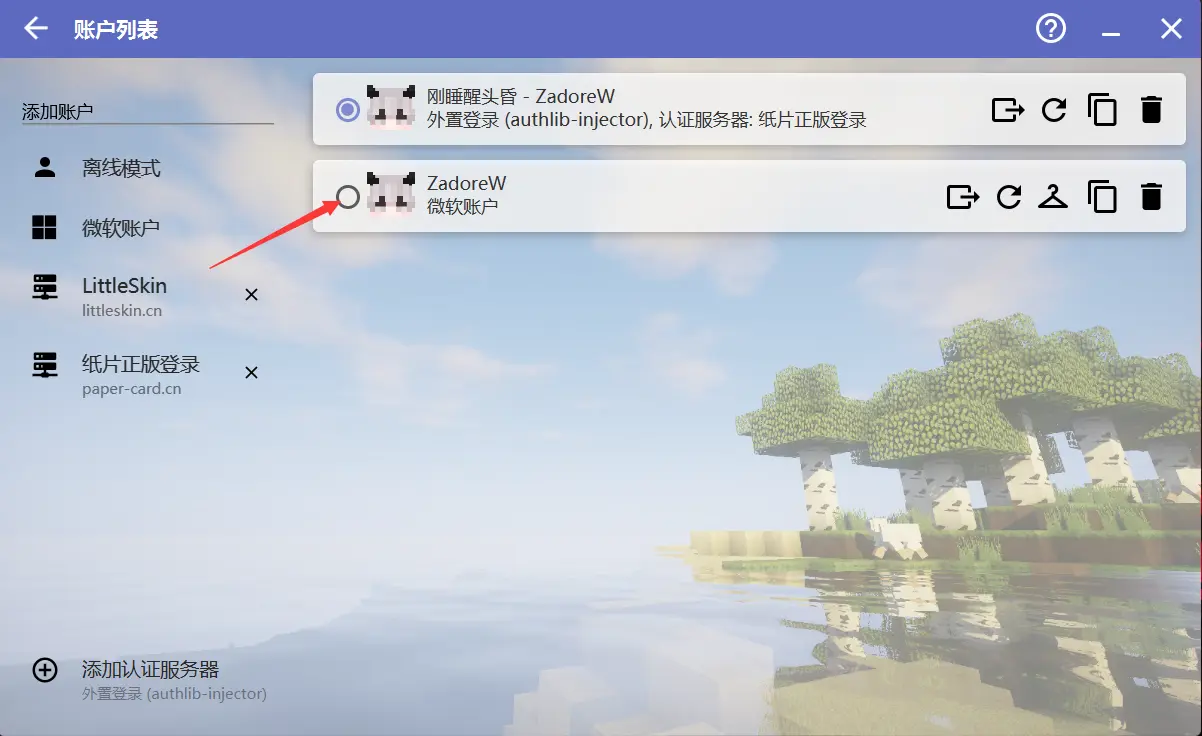 账户列表
添加账户
离线模式
微软账户
LittleSkin
littleskin.cn
纸片正版登录
paper-card.cn
添加认证服务器
外置登录 (authlib-injector)
刚睡醒头昏 - ZadoreW
外置登录 (authlib-injector), 认证服务器: 纸片正版登录
ZadoreW
微软账户